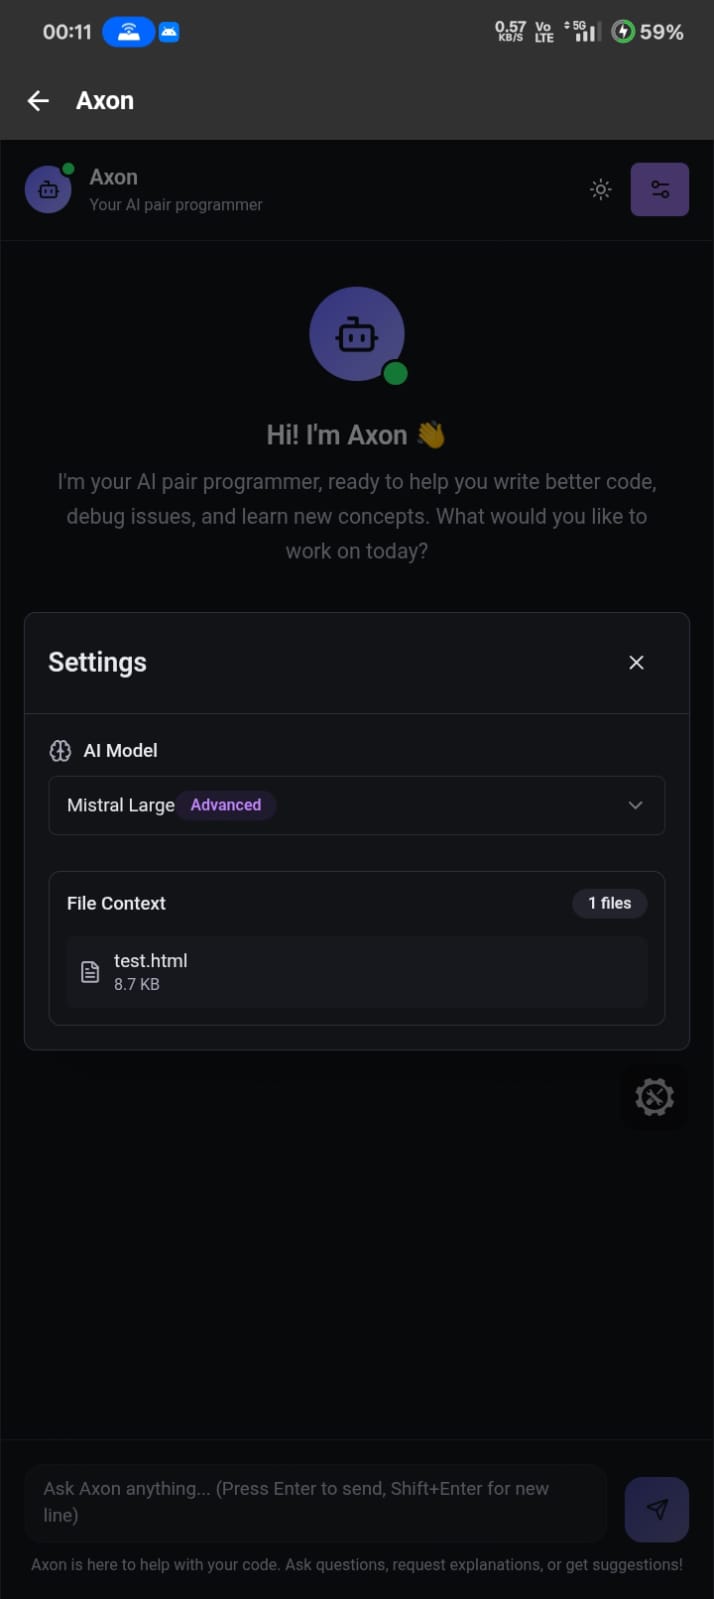 00:11
0.57 KB/S
Vo LTE
5G
59%
Axon
Axon
Your AI pair programmer
Hi! I'm Axon 👋
I'm your AI pair programmer, ready to help you write better code,
debug issues, and learn new concepts. What would you like to
work on today?
Settings
AI Model
Mistral Large Advanced
File Context
1 files
test.html
8.7 KB
Ask Axon anything... (Press Enter to send, Shift+Enter for new
line)
Axon is here to help with your code. Ask questions, request explanations, or get suggestions!